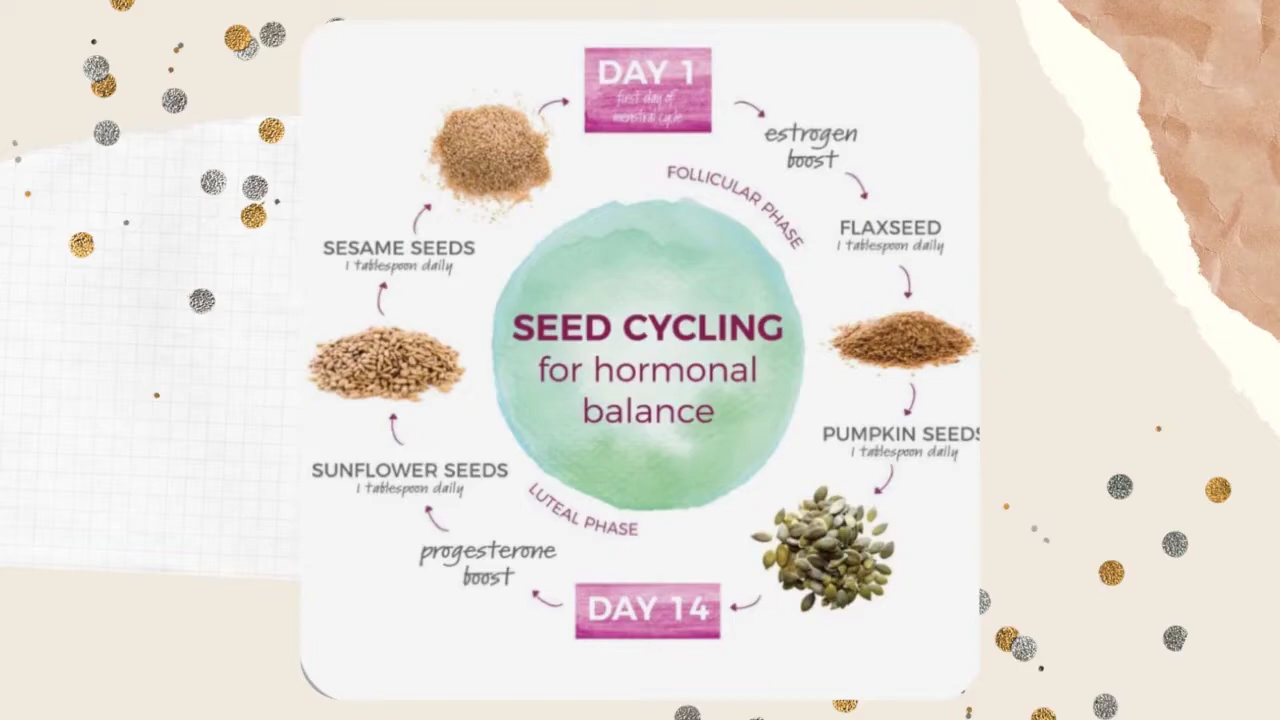 DAY 1
first day of
menstral cycle
estrogen
boost
FOLLICULAR PHASE
FLAXSEED
1 tablespoon daily
SESAME SEEDS
1 tablespoon daily
SEED CYCLING
for hormonal
balance
PUMPKIN SEEDS
1 tablespoon daily
SUNFLOWER SEEDS
1 tablespoon daily
LUTEAL PHASE
progesterone
boost
DAY 14